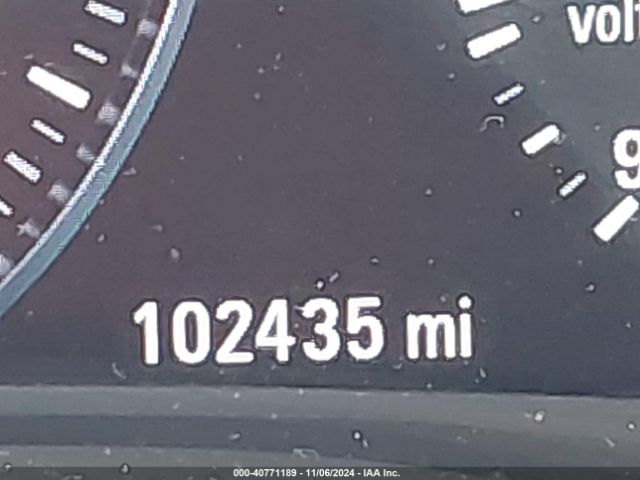 volt
9
102435 mi
000-40771189 - 11/06/2024 - IAA Inc.